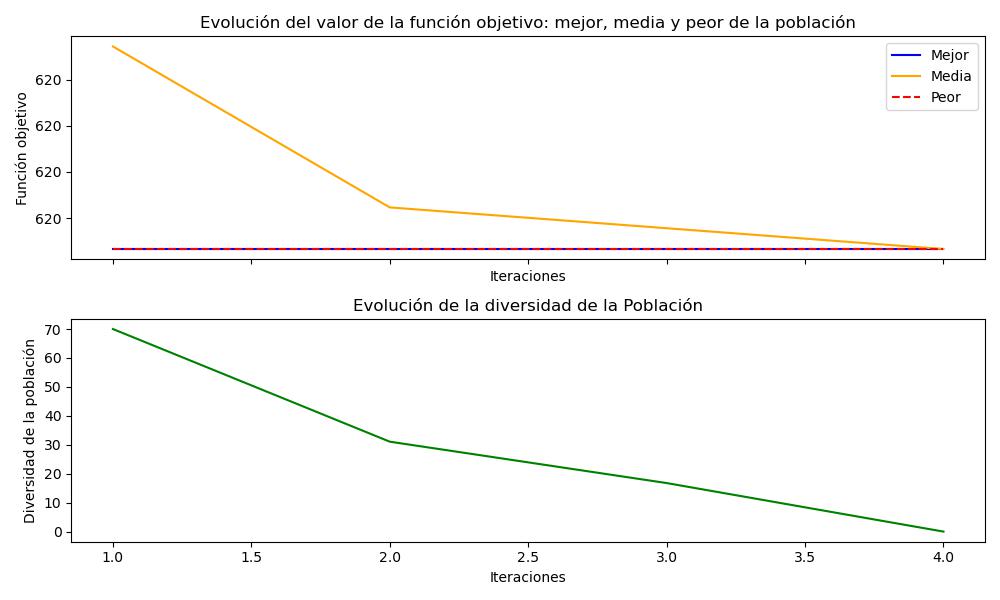 Evolución del valor de la función objetivo: mejor, media y peor de la población
Función objetivo
620
620
620
620
Mejor
Media
Peor
Iteraciones
Evolución de la diversidad de la Población
Diversidad de la población
70
60
50
40
30
20
10
0
1.0 1.5 2.0 2.5 3.0 3.5 4.0
Iteraciones